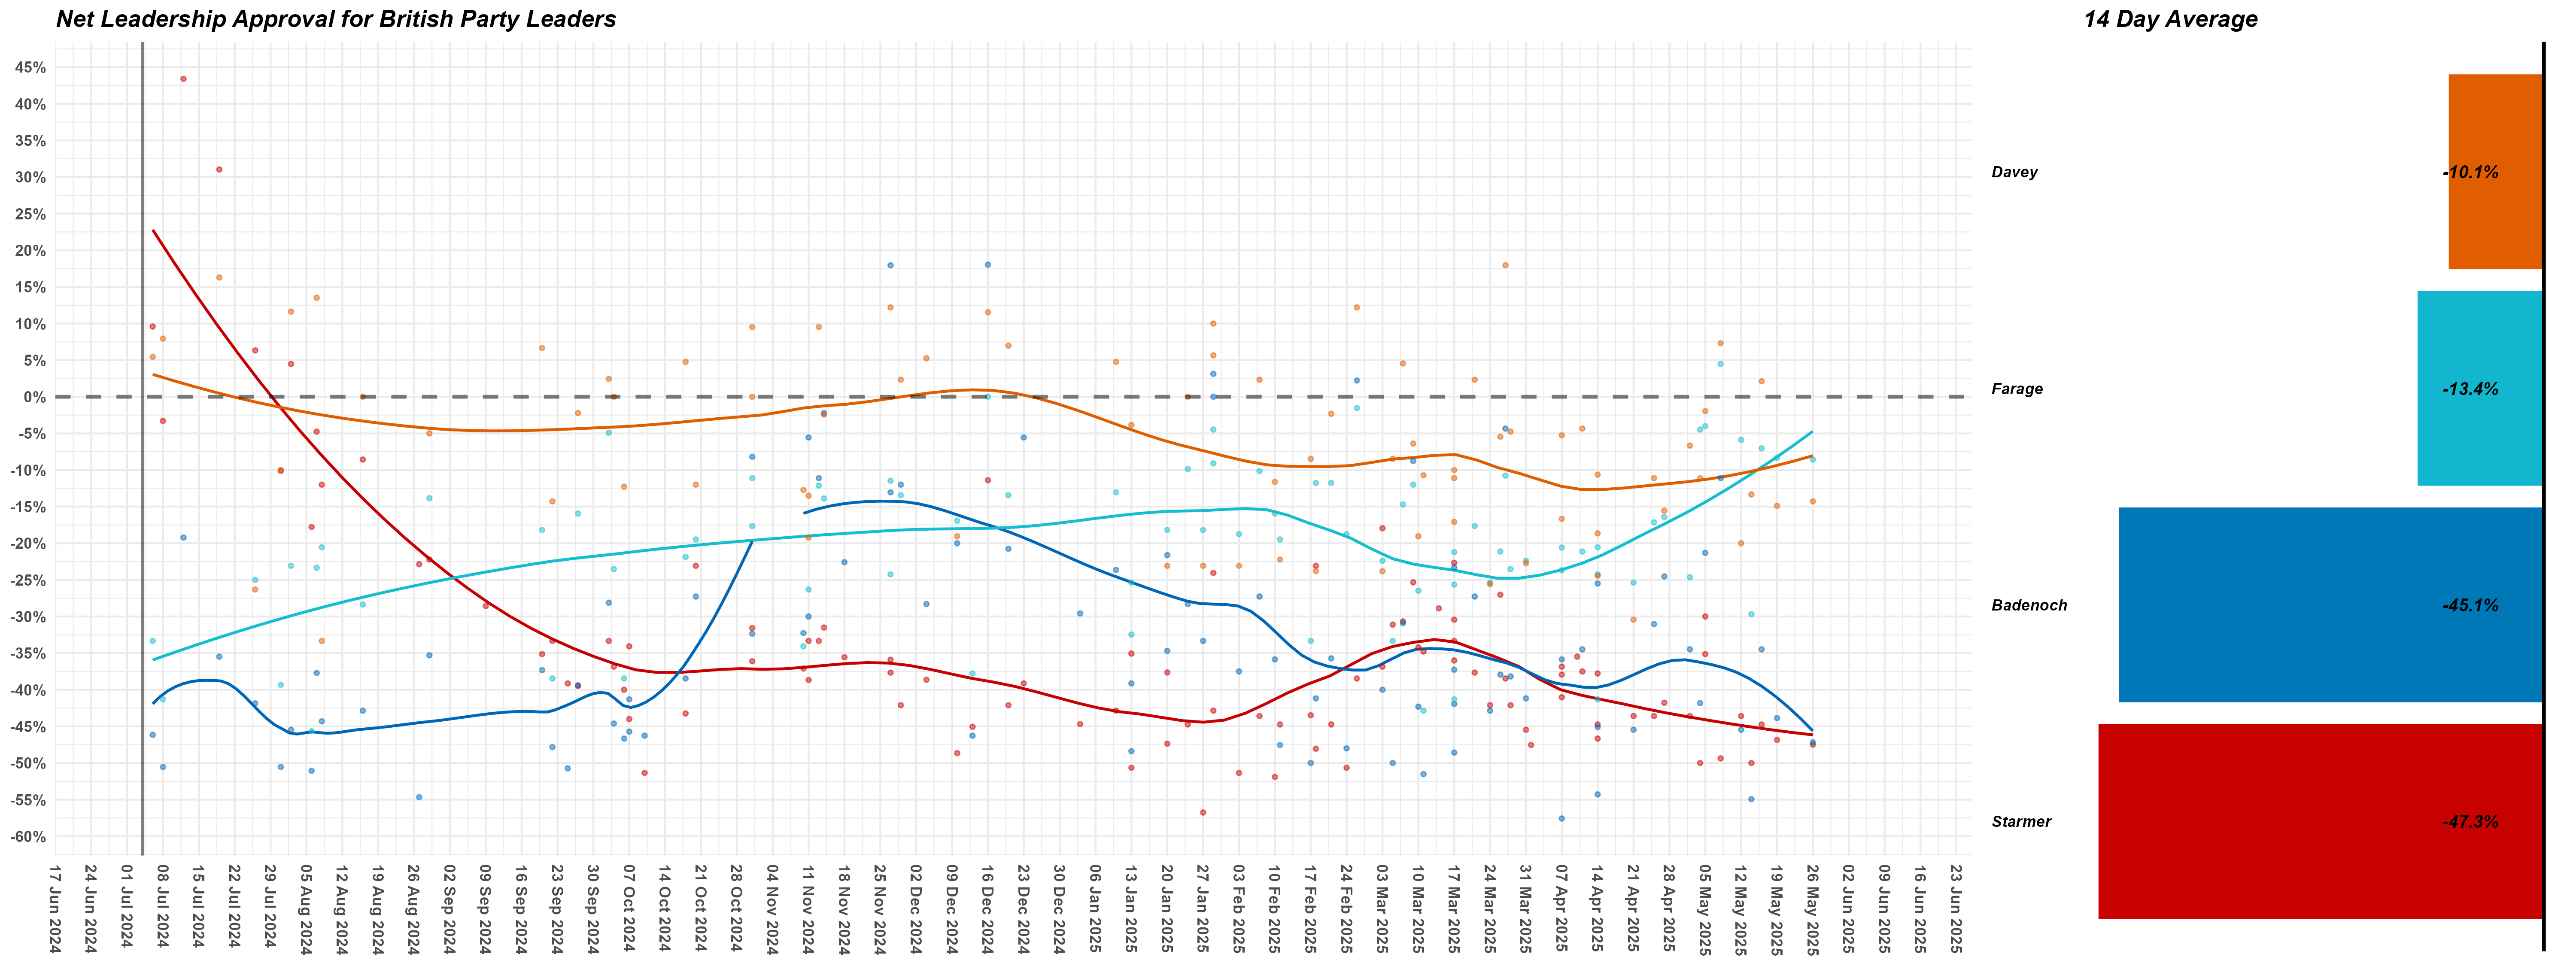 Net Leadership Approval for British Party Leaders
14 Day Average
45%
40%
35%
30%
25%
20%
15%
10%
5%
0%
-5%
-10%
-15%
-20%
-25%
-30%
-35%
-40%
-45%
-50%
-55%
-60%
17 Jun 2024
24 Jun 2024
01 Jul 2024
08 Jul 2024
15 Jul 2024
22 Jul 2024
29 Jul 2024
05 Aug 2024
12 Aug 2024
19 Aug 2024
26 Aug 2024
02 Sep 2024
09 Sep 2024
16 Sep 2024
23 Sep 2024
30 Sep 2024
07 Oct 2024
14 Oct 2024
21 Oct 2024
28 Oct 2024
04 Nov 2024
11 Nov 2024
18 Nov 2024
25 Nov 2024
02 Dec 2024
09 Dec 2024
16 Dec 2024
23 Dec 2024
30 Dec 2024
06 Jan 2025
13 Jan 2025
20 Jan 2025
27 Jan 2025
03 Feb 2025
10 Feb 2025
17 Feb 2025
24 Feb 2025
03 Mar 2025
10 Mar 2025
17 Mar 2025
24 Mar 2025
31 Mar 2025
07 Apr 2025
14 Apr 2025
21 Apr 2025
28 Apr 2025
05 May 2025
12 May 2025
19 May 2025
26 May 2025
02 Jun 2025
09 Jun 2025
16 Jun 2025
23 Jun 2025
Davey
-10.1%
Farage
-13.4%
Badenoch
-45.1%
Starmer
-47.3%